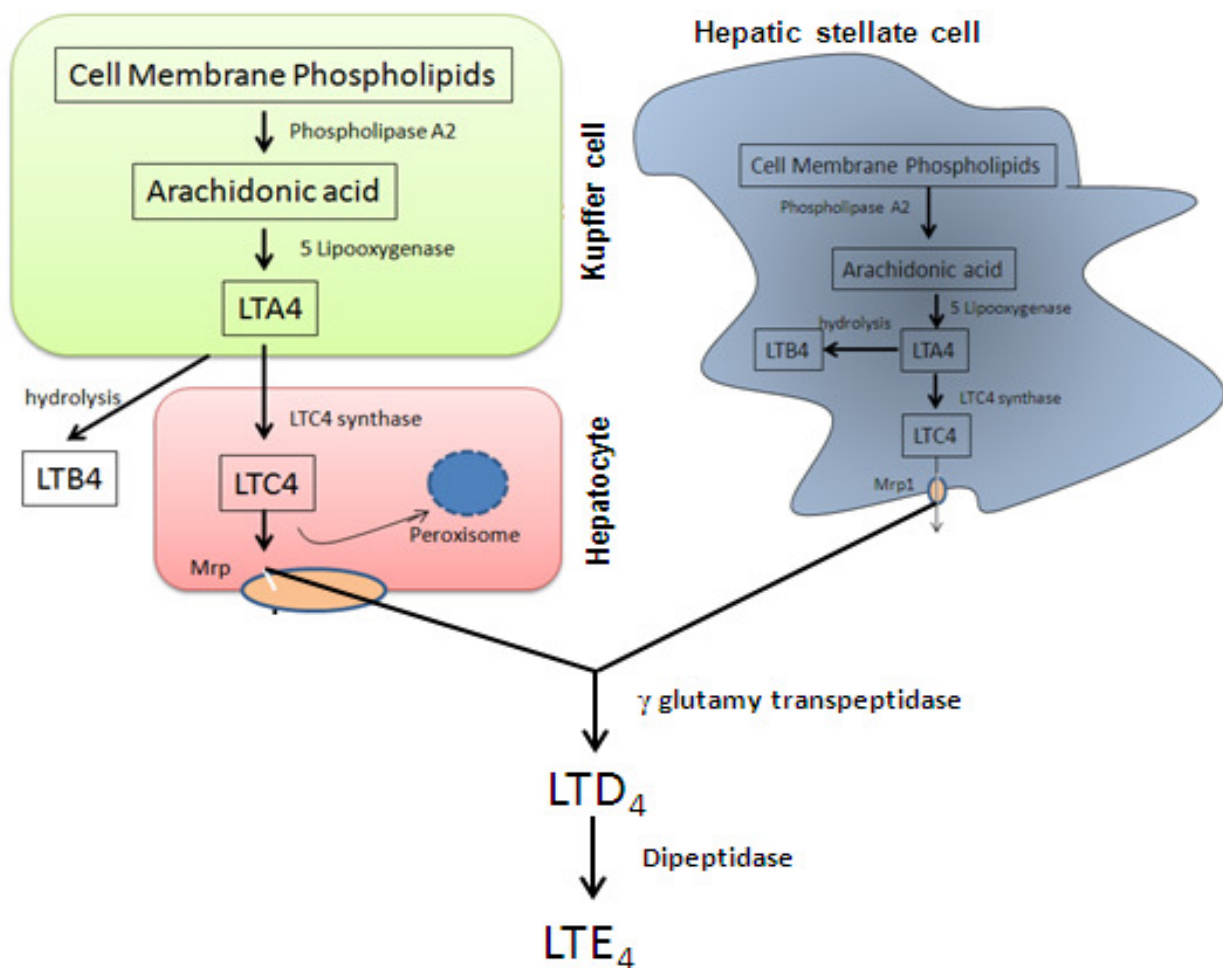 Cell Membrane Phospholipids
Phospholipase A2
Arachidonic acid
5 Lipooxygenase
LTA4
Kupffer cell
hydrolysis
LTB4
LTC4 synthase
LTC4
Peroxisome
Mrp
Hepatocyte
Hepatic stellate cell
Cell Membrane Phospholipids
Phospholipase A2
Arachidonic acid
5 Lipooxygenase
hydrolysis
LTB4
LTA4
LTC4 synthase
LTC4
Mrp1
γ glutamy transpeptidase
LTD₄
Dipeptidase
LTE₄